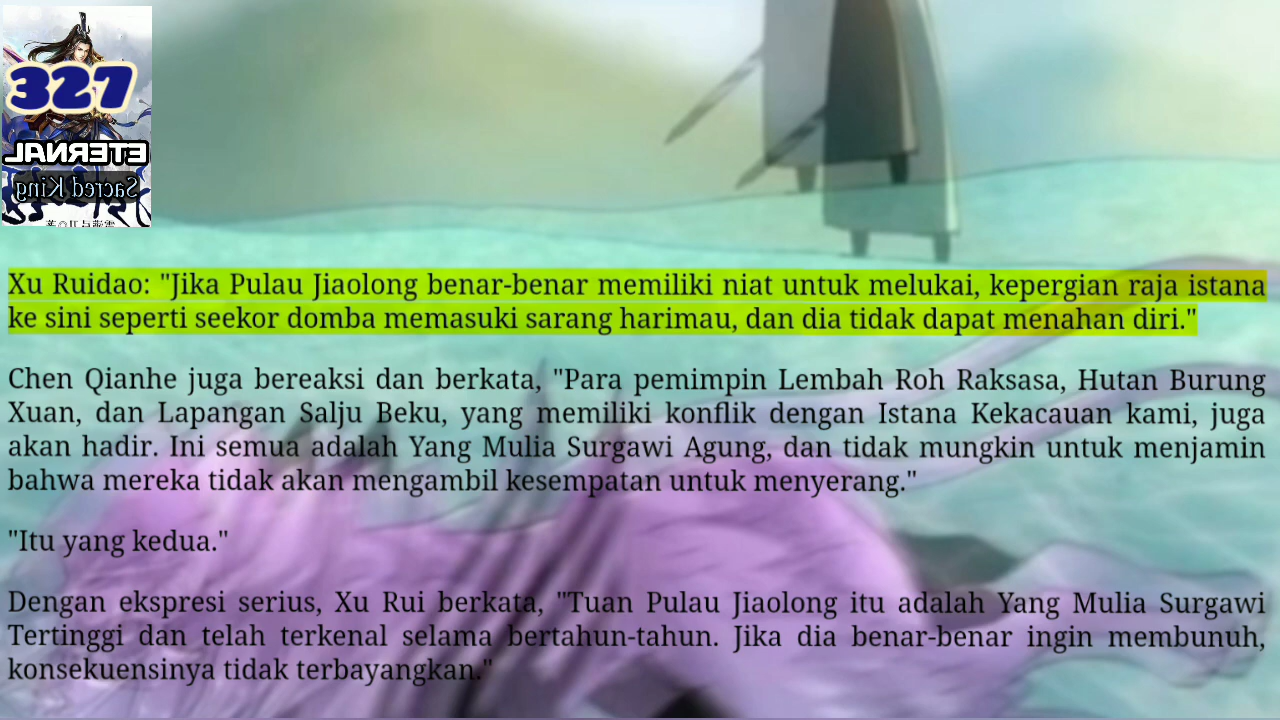 327
ETERNAL
Sacred King
Xu Ruidao: "Jika Pulau Jiaolong benar-benar memiliki niat untuk melukai, kepergian raja istana
ke sini seperti seekor domba memasuki sarang harimau, dan dia tidak dapat menahan diri."
Chen Qianhe juga bereaksi dan berkata, "Para pemimpin Lembah Roh Raksasa, Hutan Burung
Xuan, dan Lapangan Salju Beku, yang memiliki konflik dengan Istana Kekacauan kami, juga
akan hadir. Ini semua adalah Yang Mulia Surgawi Agung, dan tidak mungkin untuk menjamin
bahwa mereka tidak akan mengambil kesempatan untuk menyerang."
"Itu yang kedua."
Dengan ekspresi serius, Xu Rui berkata, "Tuan Pulau Jiaolong itu adalah Yang Mulia Surgawi
Tertinggi dan telah terkenal selama bertahun-tahun. Jika dia benar-benar ingin membunuh,
konsekuensinya tidak terbayangkan."